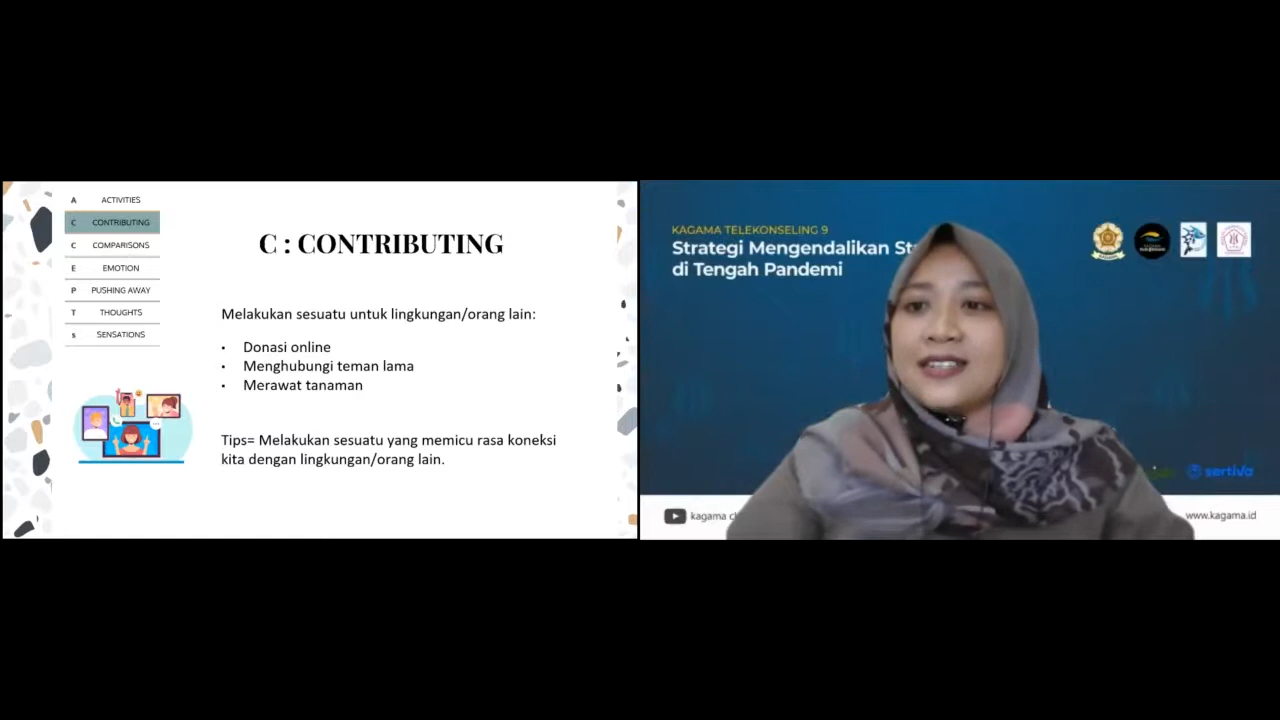 A ACTIVITIES
C CONTRIBUTING
C COMPARISONS
E EMOTION
P PUSHING AWAY
T THOUGHTS
s SENSATIONS
C : CONTRIBUTING
Melakukan sesuatu untuk lingkungan/orang lain:
• Donasi online
• Menghubungi teman lama
• Merawat tanaman
Tips= Melakukan sesuatu yang memicu rasa koneksi
kita dengan lingkungan/orang lain.
KAGAMA TELEKONSELING 9
Strategi Mengendalikan St
di Tengah Pandemi
sertiva
kagama c
www.kagama.id